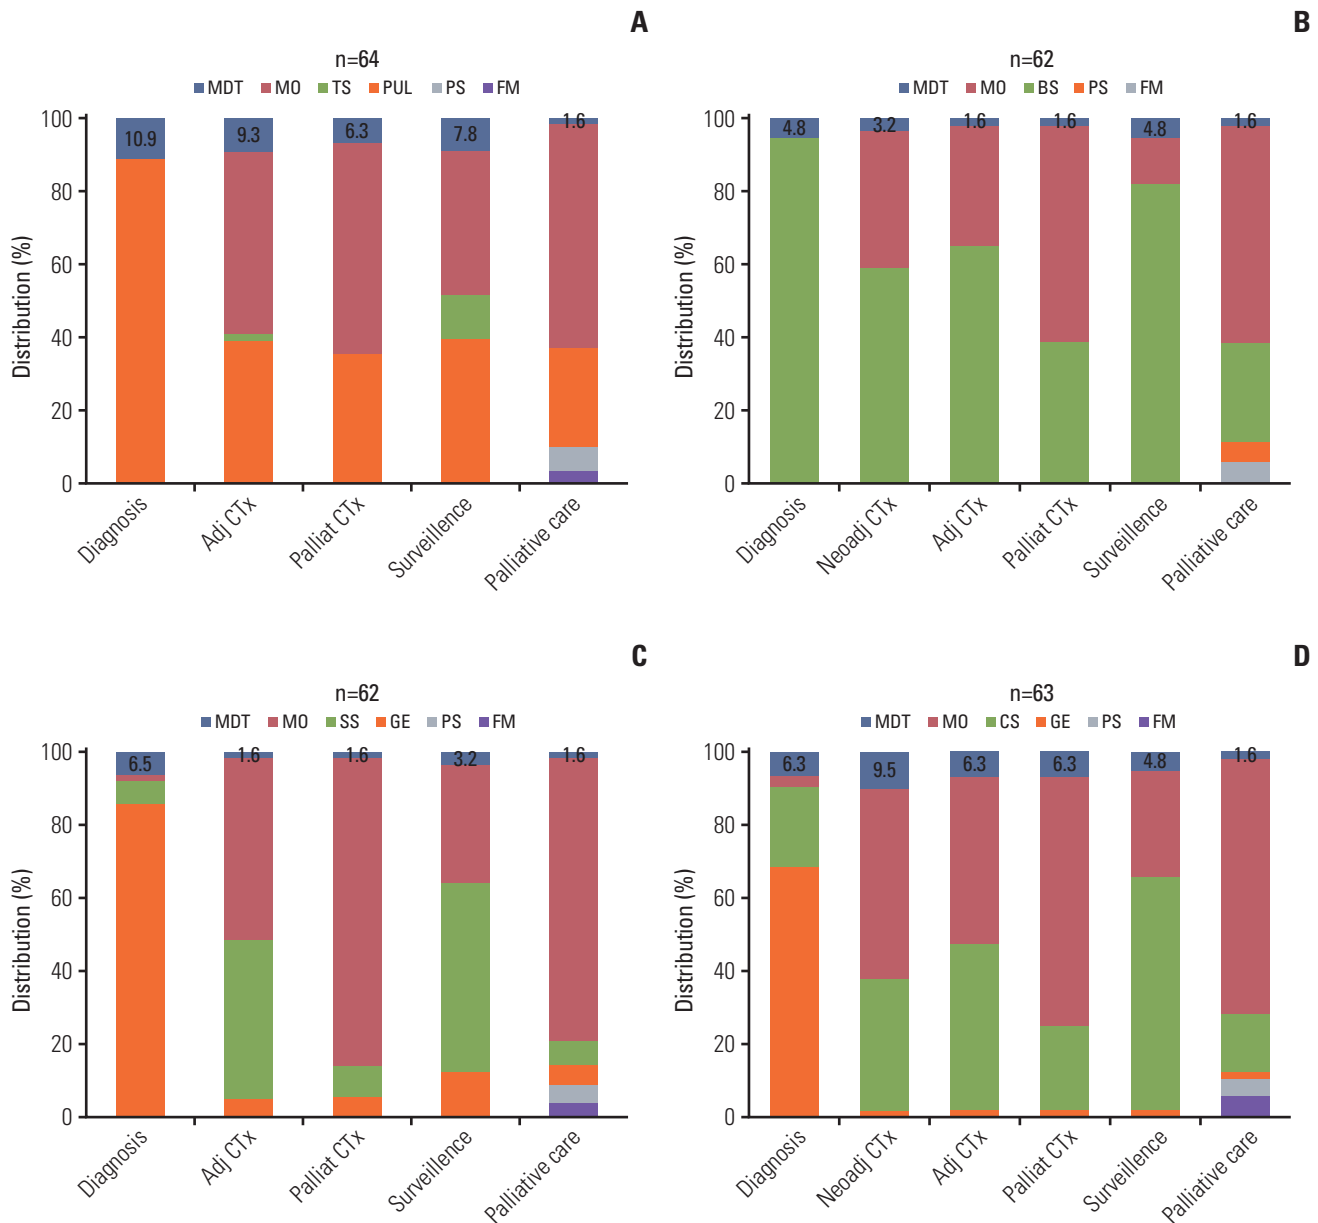 A
n=64
MDT MO TS PUL PS FM
Distribution (%)
100
80
60
40
20
0
10.9 9.3 6.3 7.8 1.6
Diagnosis Adj CTx Palliat CTx Surveillence Palliative care
B
n=62
MDT MO BS PS FM
Distribution (%)
100
80
60
40
20
0
4.8 3.2 1.6 1.6 4.8 1.6
Diagnosis Neoadj CTx Adj CTx Palliat CTx Surveillence Palliative care
C
n=62
MDT MO SS GE PS FM
Distribution (%)
100
80
60
40
20
0
6.5 1.6 1.6 3.2 1.6
Diagnosis Adj CTx Palliat CTx Surveillence Palliative care
D
n=63
MDT MO CS GE PS FM
Distribution (%)
100
80
60
40
20
0
6.3 9.5 6.3 6.3 4.8 1.6
Diagnosis Neoadj CTx Adj CTx Palliat CTx Surveillence Palliative care